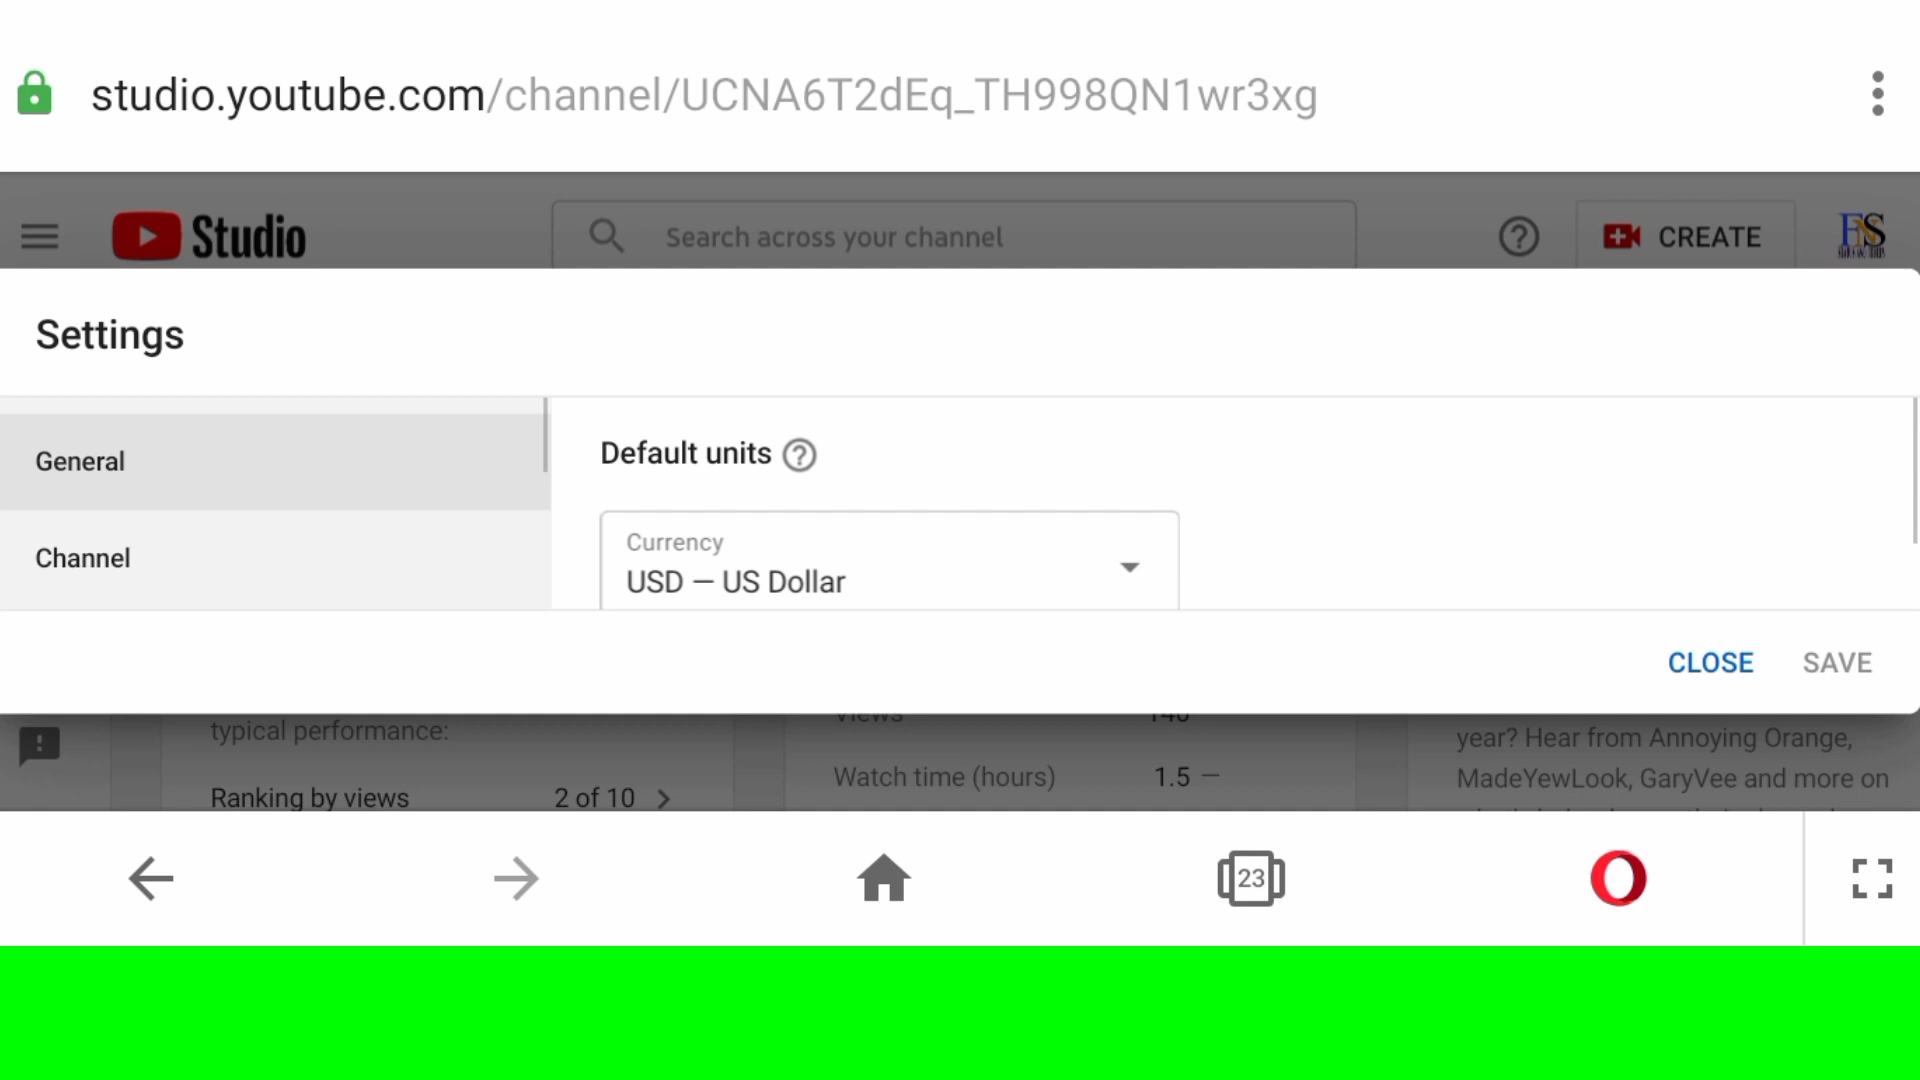 studio.youtube.com/channel/UCNA6T2dEq_TH998QN1wr3xg
Studio
Search across your channel
CREATE
Settings
General
Channel
Default units
Currency
USD — US Dollar
CLOSE
SAVE
typical performance:
Ranking by views 2 of 10
Views 140
Watch time (hours) 1.5 —
year? Hear from Annoying Orange,
MadeYewLook, GaryVee and more on
23